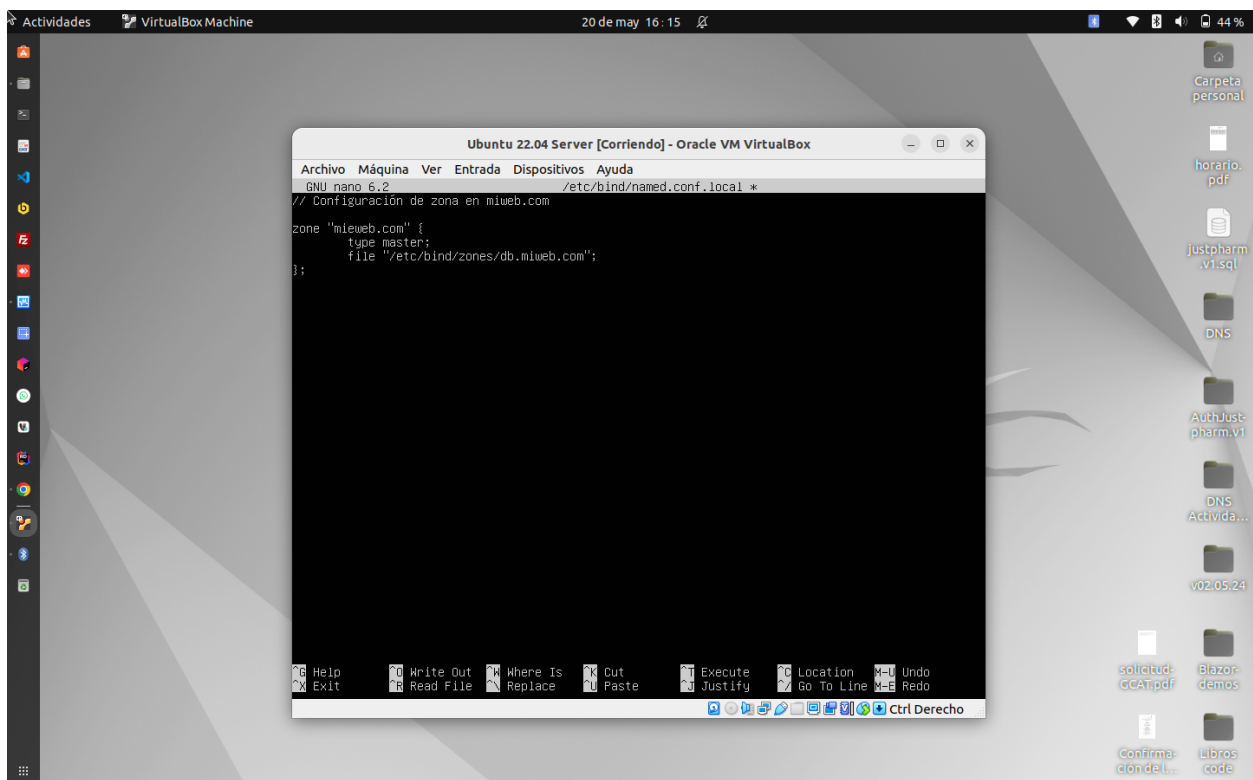 Actividades VirtualBox Machine 20 de may 16:15 44 %
Carpeta
personal
horario.
pdf
justpharm
.v1.sql
DNS
AuthJust-
pharm.v1
DNS
Activida...
v02.05.24
solicitud-
GCAT.pdf
Blazor-
demos
Confirma-
ción de l...
Libros
code
Ubuntu 22.04 Server [Corriendo] - Oracle VM VirtualBox
Archivo Máquina Ver Entrada Dispositivos Ayuda
GNU nano 6.2 /etc/bind/named.conf.local *
// Configuración de zona en miweb.com
zone "mieweb.com" {
type master;
file "/etc/bind/zones/db.miweb.com";
};
^G Help ^O Write Out ^W Where Is ^K Cut ^T Execute ^C Location M-U Undo
^X Exit ^R Read File ^\ Replace ^U Paste ^J Justify ^/ Go To Line M-E Redo
Ctrl Derecho